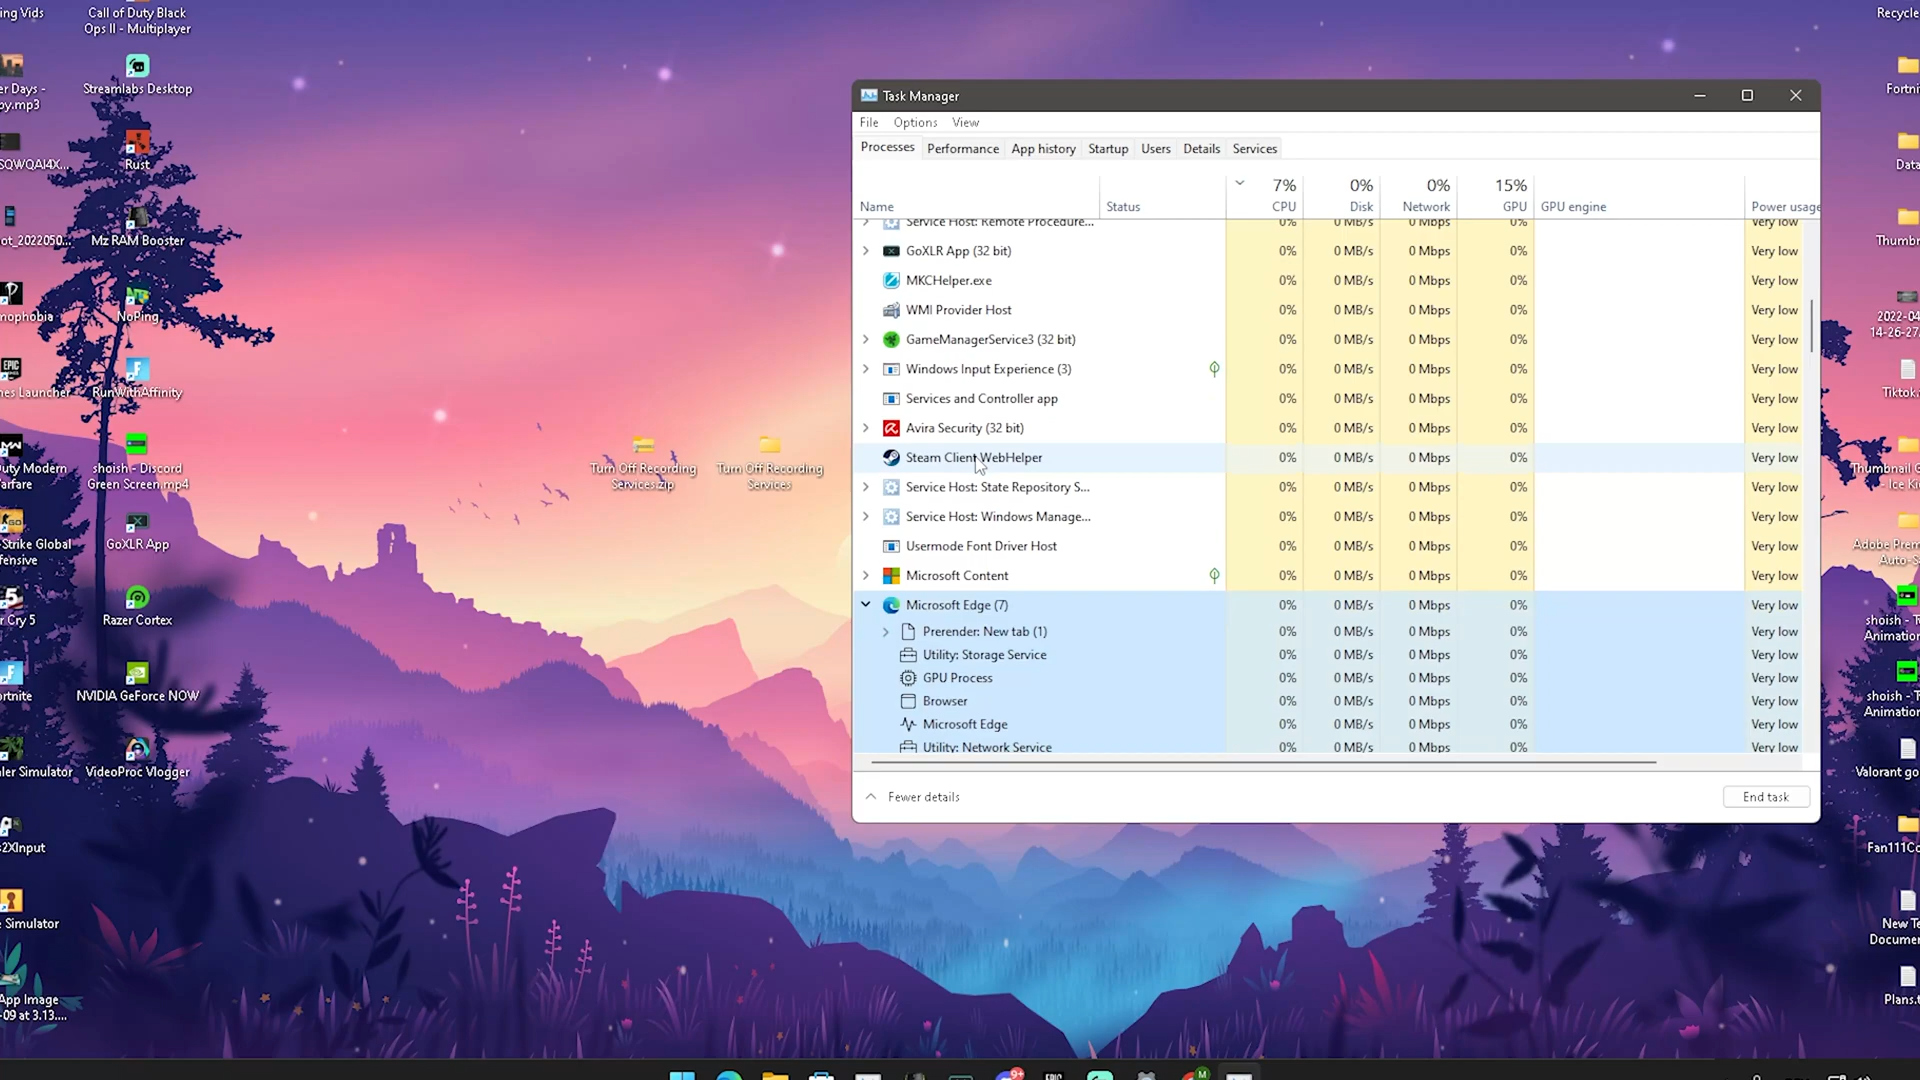 ing Vids
Call of Duty Black
Ops II - Multiplayer
er Days -
by.mp3
Streamlabs Desktop
SQWQAI4X...
Rust
ot_2022050...
Mz RAM Booster
mophobia
NoPing
nes Launcher
RunWithAffinity
Duty Modern
arfare
shoish - Discord
Green Screen.mp4
-Strike Global
fensive
GoXLR App
r Cry 5
Razer Cortex
ortnite
NVIDIA GeForce NOW
ler Simulator
VideoProc Vlogger
2XInput
e Simulator
App Image
-09 at 3.13....
Turn Off Recording
Services.zip
Turn Off Recording
Services
Task Manager
File Options View
Processes Performance App history Startup Users Details Services
7% 0% 0% 15%
Name Status CPU Disk Network GPU GPU engine Power usage
Service Host: Remote Procedure... 0% 0 MB/s 0 Mbps 0% Very low
GoXLR App (32 bit) 0% 0 MB/s 0 Mbps 0% Very low
MKCHelper.exe 0% 0 MB/s 0 Mbps 0% Very low
WMI Provider Host 0% 0 MB/s 0 Mbps 0% Very low
GameManagerService3 (32 bit) 0% 0 MB/s 0 Mbps 0% Very low
Windows Input Experience (3) 0% 0 MB/s 0 Mbps 0% Very low
Services and Controller app 0% 0 MB/s 0 Mbps 0% Very low
Avira Security (32 bit) 0% 0 MB/s 0 Mbps 0% Very low
Steam Client WebHelper 0% 0 MB/s 0 Mbps 0% Very low
Service Host: State Repository S... 0% 0 MB/s 0 Mbps 0% Very low
Service Host: Windows Manage... 0% 0 MB/s 0 Mbps 0% Very low
Usermode Font Driver Host 0% 0 MB/s 0 Mbps 0% Very low
Microsoft Content 0% 0 MB/s 0 Mbps 0% Very low
Microsoft Edge (7) 0% 0 MB/s 0 Mbps 0% Very low
Prerender: New tab (1) 0% 0 MB/s 0 Mbps 0% Very low
Utility: Storage Service 0% 0 MB/s 0 Mbps 0% Very low
GPU Process 0% 0 MB/s 0 Mbps 0% Very low
Browser 0% 0 MB/s 0 Mbps 0% Very low
Microsoft Edge 0% 0 MB/s 0 Mbps 0% Very low
Utility: Network Service 0% 0 MB/s 0 Mbps 0% Very low
Fewer details
End task
Recycle
Fortni
Data
Thumbn
2022-04
14-26-27
Tiktok.
Thumbnail G
- Ice Ki
Adobe Prem
Auto-S
shoish - T
Animatio
shoish - T
Animatio
Valorant go
Fan111Co
New Te
Docume
Plans.t
9+
M